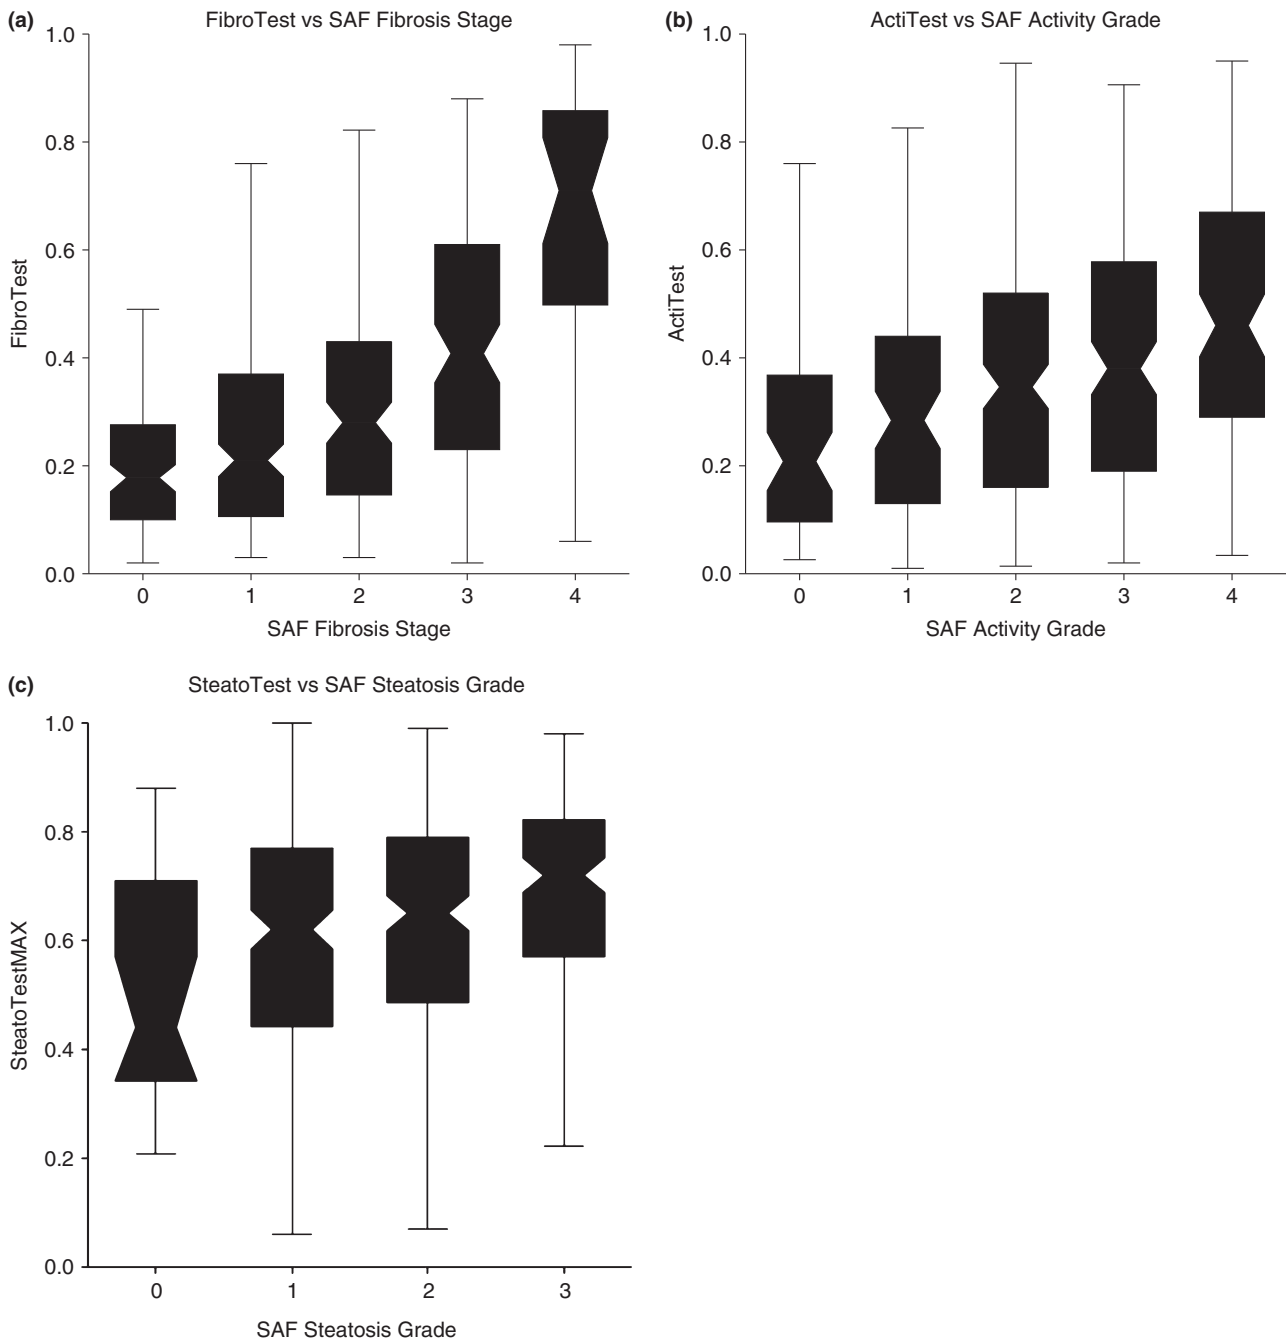 (a)
FibroTest vs SAF Fibrosis Stage
1.0
0.8
0.6
0.4
0.2
0.0
FibroTest
0 1 2 3 4
SAF Fibrosis Stage
(b)
ActiTest vs SAF Activity Grade
1.0
0.8
0.6
0.4
0.2
0.0
ActiTest
0 1 2 3 4
SAF Activity Grade
(c)
SteatoTest vs SAF Steatosis Grade
1.0
0.8
0.6
0.4
0.2
0.0
SteatoTestMAX
0 1 2 3
SAF Steatosis Grade